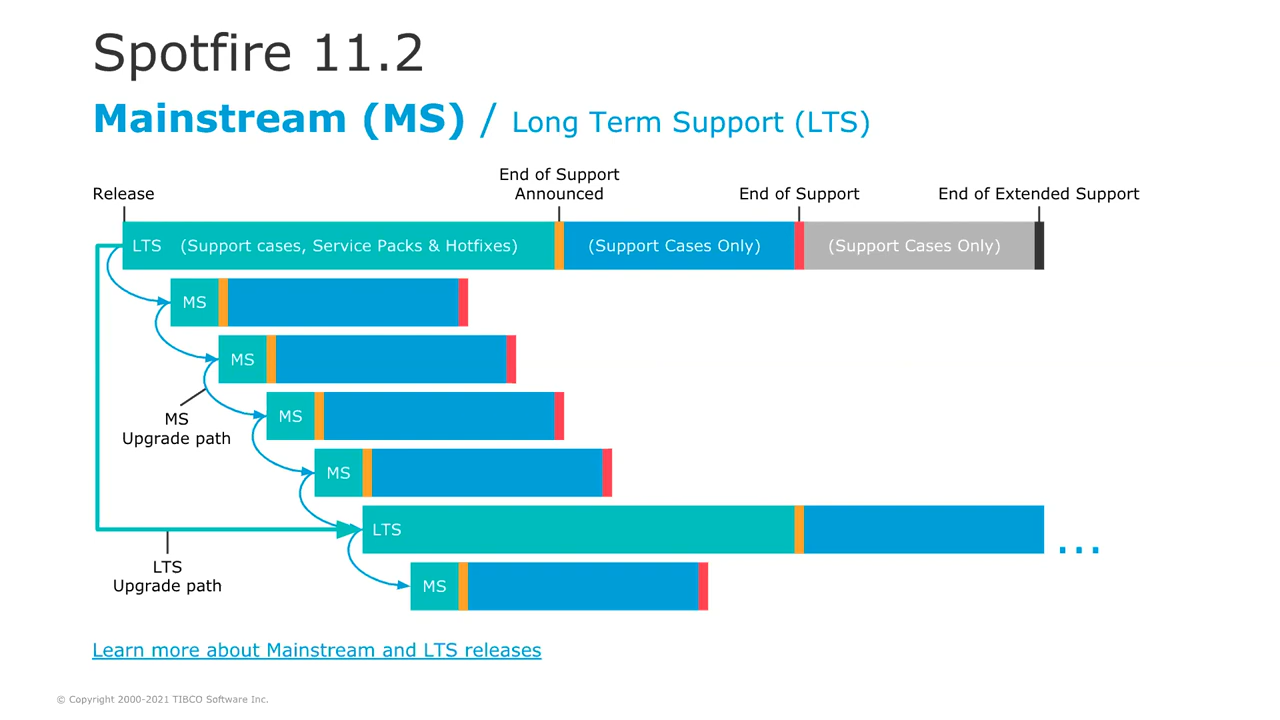 Spotfire 11.2
Mainstream (MS) / Long Term Support (LTS)
End of Support
Release
Announced
End of Support
End of Extended Support
LTS (Support cases, Service Packs & Hotfixes)
(Support Cases Only)
(Support Cases Only)
MS
MS
MS
MS
Upgrade path
MS
LTS
LTS
Upgrade path
MS
...
Learn more about Mainstream and LTS releases
© Copyright 2000-2021 TIBCO Software Inc.